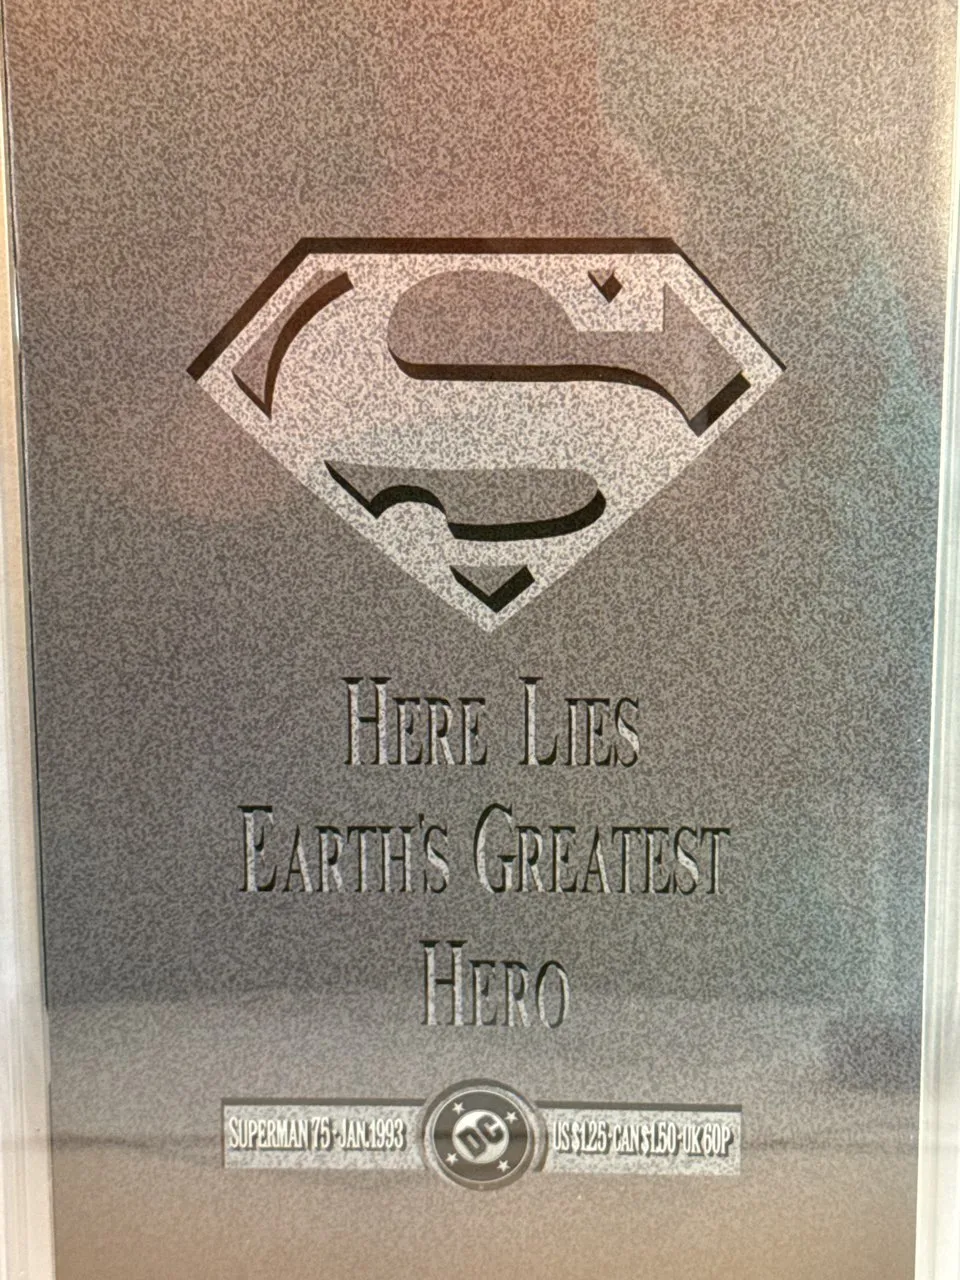 HERE LIES
EARTH'S GREATEST
HERO
SUPERMAN 75 · JAN. 1993 DC US $1.25 · CAN $1.50 · UK 60P